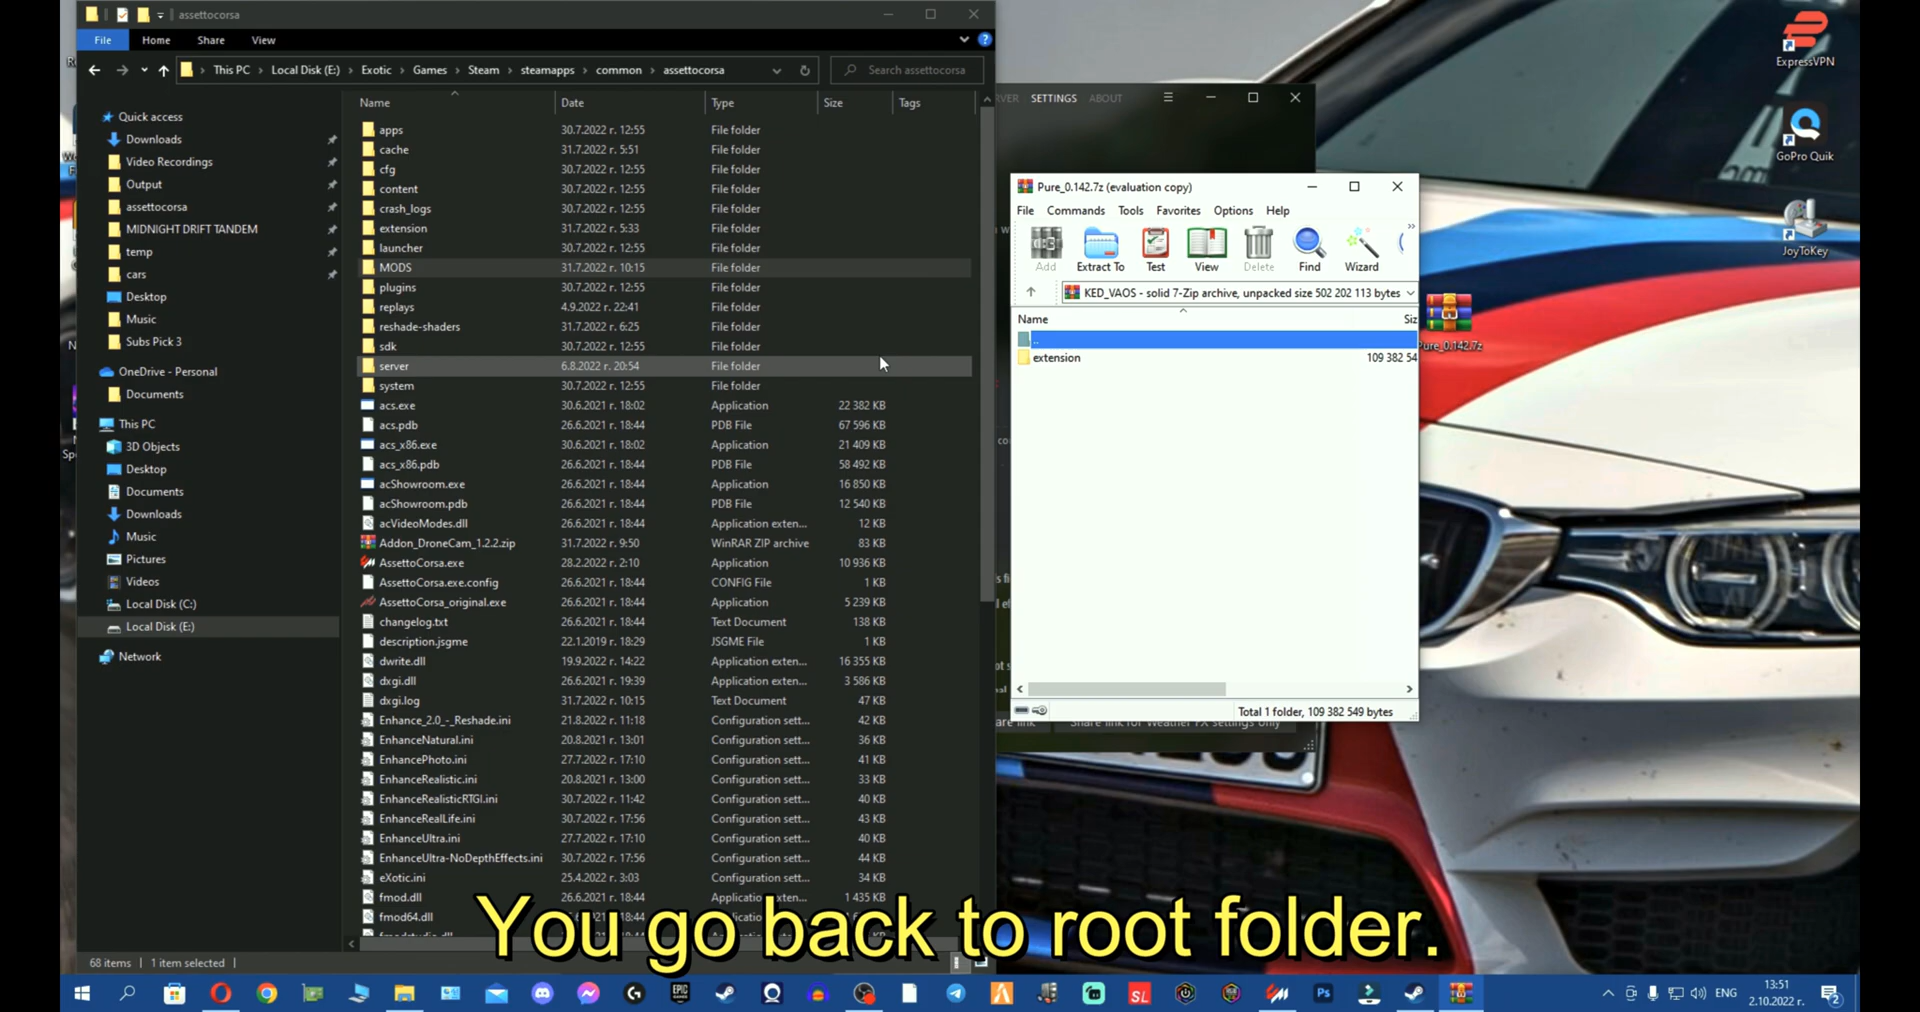 assettocorsa
File Home Share View
This PC Local Disk (E:) Exotic Games Steam steamapps common assettocorsa
Search assettocorsa
Quick access
Downloads
Video Recordings
Output
assettocorsa
MIDNIGHT DRIFT TANDEM
temp
cars
Desktop
Music
Subs Pick 3
OneDrive - Personal
Documents
This PC
3D Objects
Desktop
Documents
Downloads
Music
Pictures
Videos
Local Disk (C:)
Local Disk (E:)
Network
Name Date Type Size Tags
apps 30.7.2022 г. 12:55 File folder
cache 31.7.2022 г. 5:51 File folder
cfg 30.7.2022 г. 12:55 File folder
content 30.7.2022 г. 12:55 File folder
crash_logs 30.7.2022 г. 12:55 File folder
extension 31.7.2022 г. 5:33 File folder
launcher 30.7.2022 г. 12:55 File folder
MODS 31.7.2022 г. 10:15 File folder
plugins 30.7.2022 г. 12:55 File folder
replays 4.9.2022 г. 22:41 File folder
reshade-shaders 31.7.2022 г. 6:25 File folder
sdk 30.7.2022 г. 12:55 File folder
server 6.8.2022 г. 20:54 File folder
system 30.7.2022 г. 12:55 File folder
acs.exe 30.6.2021 г. 18:02 Application 22 382 KB
acs.pdb 26.6.2021 г. 18:44 PDB File 67 596 KB
acs_x86.exe 30.6.2021 г. 18:02 Application 21 409 KB
acs_x86.pdb 26.6.2021 г. 18:44 PDB File 58 492 KB
acShowroom.exe 26.6.2021 г. 18:44 Application 16 850 KB
acShowroom.pdb 26.6.2021 г. 18:44 PDB File 12 540 KB
acVideoModes.dll 26.6.2021 г. 18:44 Application exten... 12 KB
Addon_DroneCam_1.2.2.zip 31.7.2022 г. 9:50 WinRAR ZIP archive 83 KB
AssettoCorsa.exe 28.2.2022 г. 2:10 Application 10 936 KB
AssettoCorsa.exe.config 26.6.2021 г. 18:44 CONFIG File 1 KB
AssettoCorsa_original.exe 26.6.2021 г. 18:44 Application 5 239 KB
changelog.txt 26.6.2021 г. 18:44 Text Document 138 KB
description.jsgme 22.1.2019 г. 18:29 JSGME File 1 KB
dwrite.dll 19.9.2022 г. 14:22 Application exten... 16 355 KB
dxgi.dll 26.6.2021 г. 19:39 Application exten... 3 586 KB
dxgi.log 31.7.2022 г. 10:15 Text Document 47 KB
Enhance_2.0_-_Reshade.ini 21.8.2022 г. 11:18 Configuration sett... 42 KB
EnhanceNatural.ini 20.8.2021 г. 13:01 Configuration sett... 36 KB
EnhancePhoto.ini 27.7.2022 г. 17:10 Configuration sett... 41 KB
EnhanceRealistic.ini 20.8.2021 г. 13:00 Configuration sett... 33 KB
EnhanceRealisticRTGI.ini 30.7.2022 г. 11:42 Configuration sett... 40 KB
EnhanceRealLife.ini 30.7.2022 г. 17:56 Configuration sett... 43 KB
EnhanceUltra.ini 27.7.2022 г. 17:10 Configuration sett... 40 KB
EnhanceUltra-NoDepthEffects.ini 30.7.2022 г. 17:56 Configuration sett... 44 KB
eXotic.ini 25.4.2022 г. 3:03 Configuration sett... 34 KB
fmod.dll 26.6.2021 г. 18:44 Application exten... 1 435 KB
fmod64.dll
68 items 1 item selected
SETTINGS ABOUT
Pure_0.142.7z (evaluation copy)
File Commands Tools Favorites Options Help
Add Extract To Test View Delete Find Wizard
KED_VAOS - solid 7-Zip archive, unpacked size 502 202 113 bytes
Name Siz
..
extension 109 382 54
Total 1 folder, 109 382 549 bytes
ExpressVPN
GoPro Quik
JoyToKey
You go back to root folder.
EPIC GAMES
SL
Ps
ENG
13:51
2.10.2022 г.
2